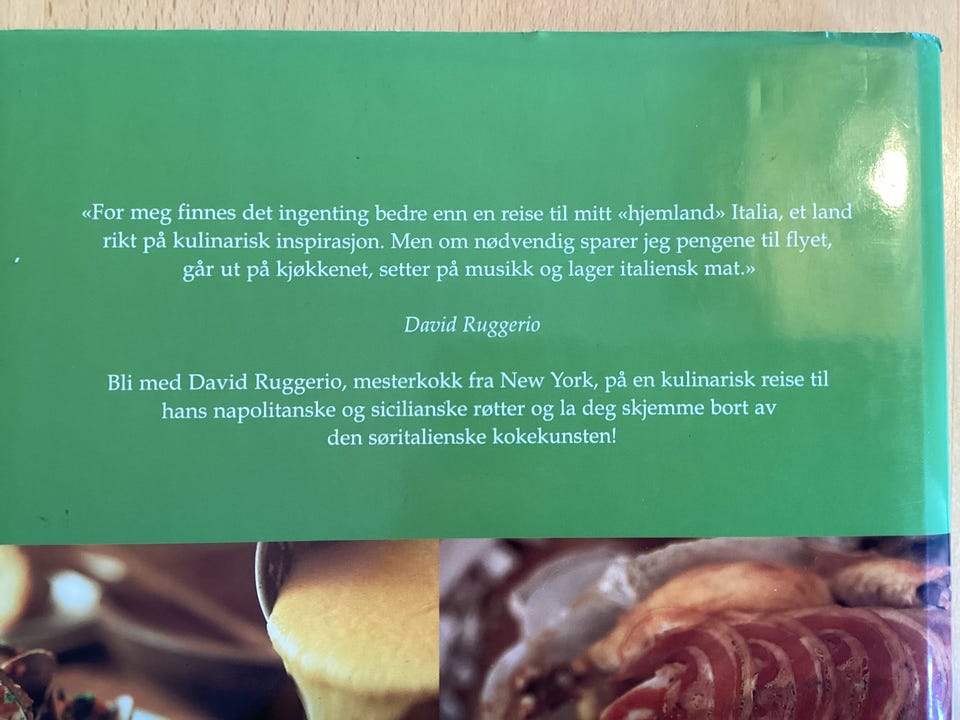 «For meg finnes det ingenting bedre enn en reise til mitt «hjemland» Italia, et land
rikt på kulinarisk inspirasjon. Men om nødvendig sparer jeg pengene til flyet,
går ut på kjøkkenet, setter på musikk og lager italiensk mat.»
David Ruggerio
Bli med David Ruggerio, mesterkokk fra New York, på en kulinarisk reise til
hans napolitanske og sicilianske røtter og la deg skjemme bort av
den søritalienske kokekunsten!